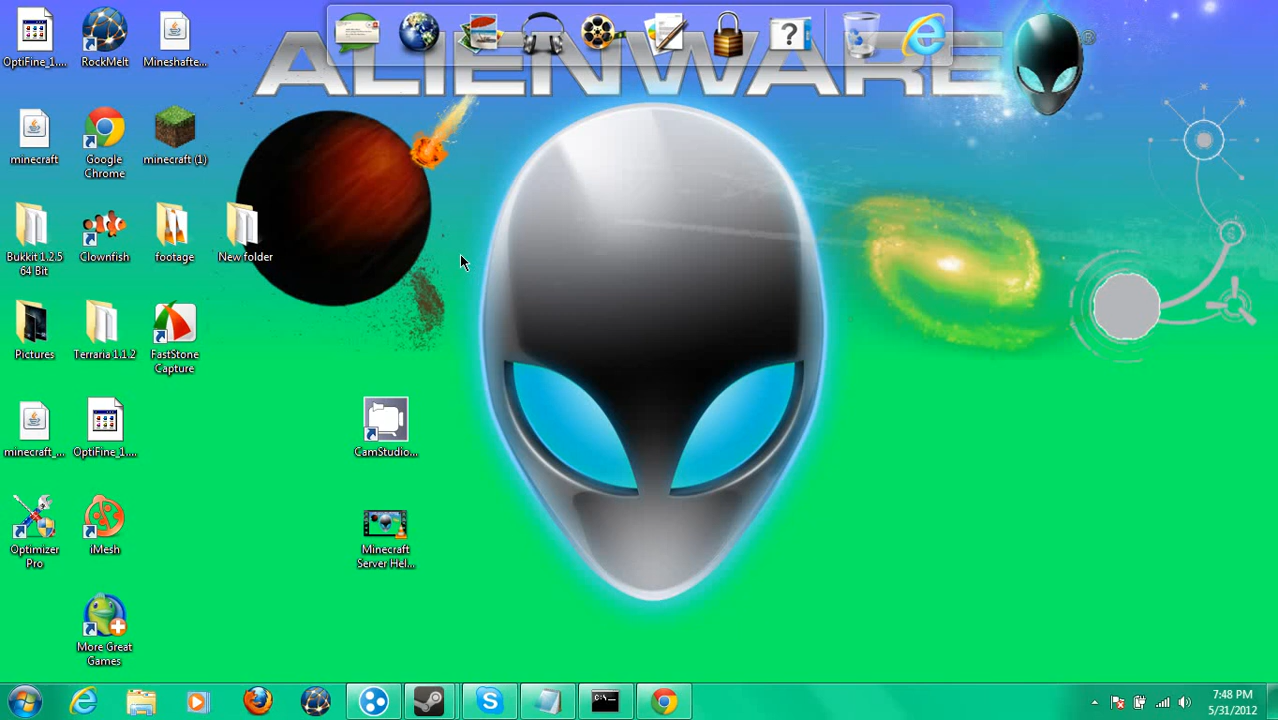 ALIENWARE
®
OptiFine_1....
RockMelt
Mineshafte...
minecraft
Google
Chrome
minecraft (1)
Bukkit 1.2.5
64 Bit
Clownfish
footage
New folder
Pictures
Terraria 1.1.2
FastStone
Capture
minecraft_...
OptiFine_1....
CamStudio...
Optimizer
Pro
iMesh
Minecraft
Server Hel...
More Great
Games
7:48 PM
5/31/2012